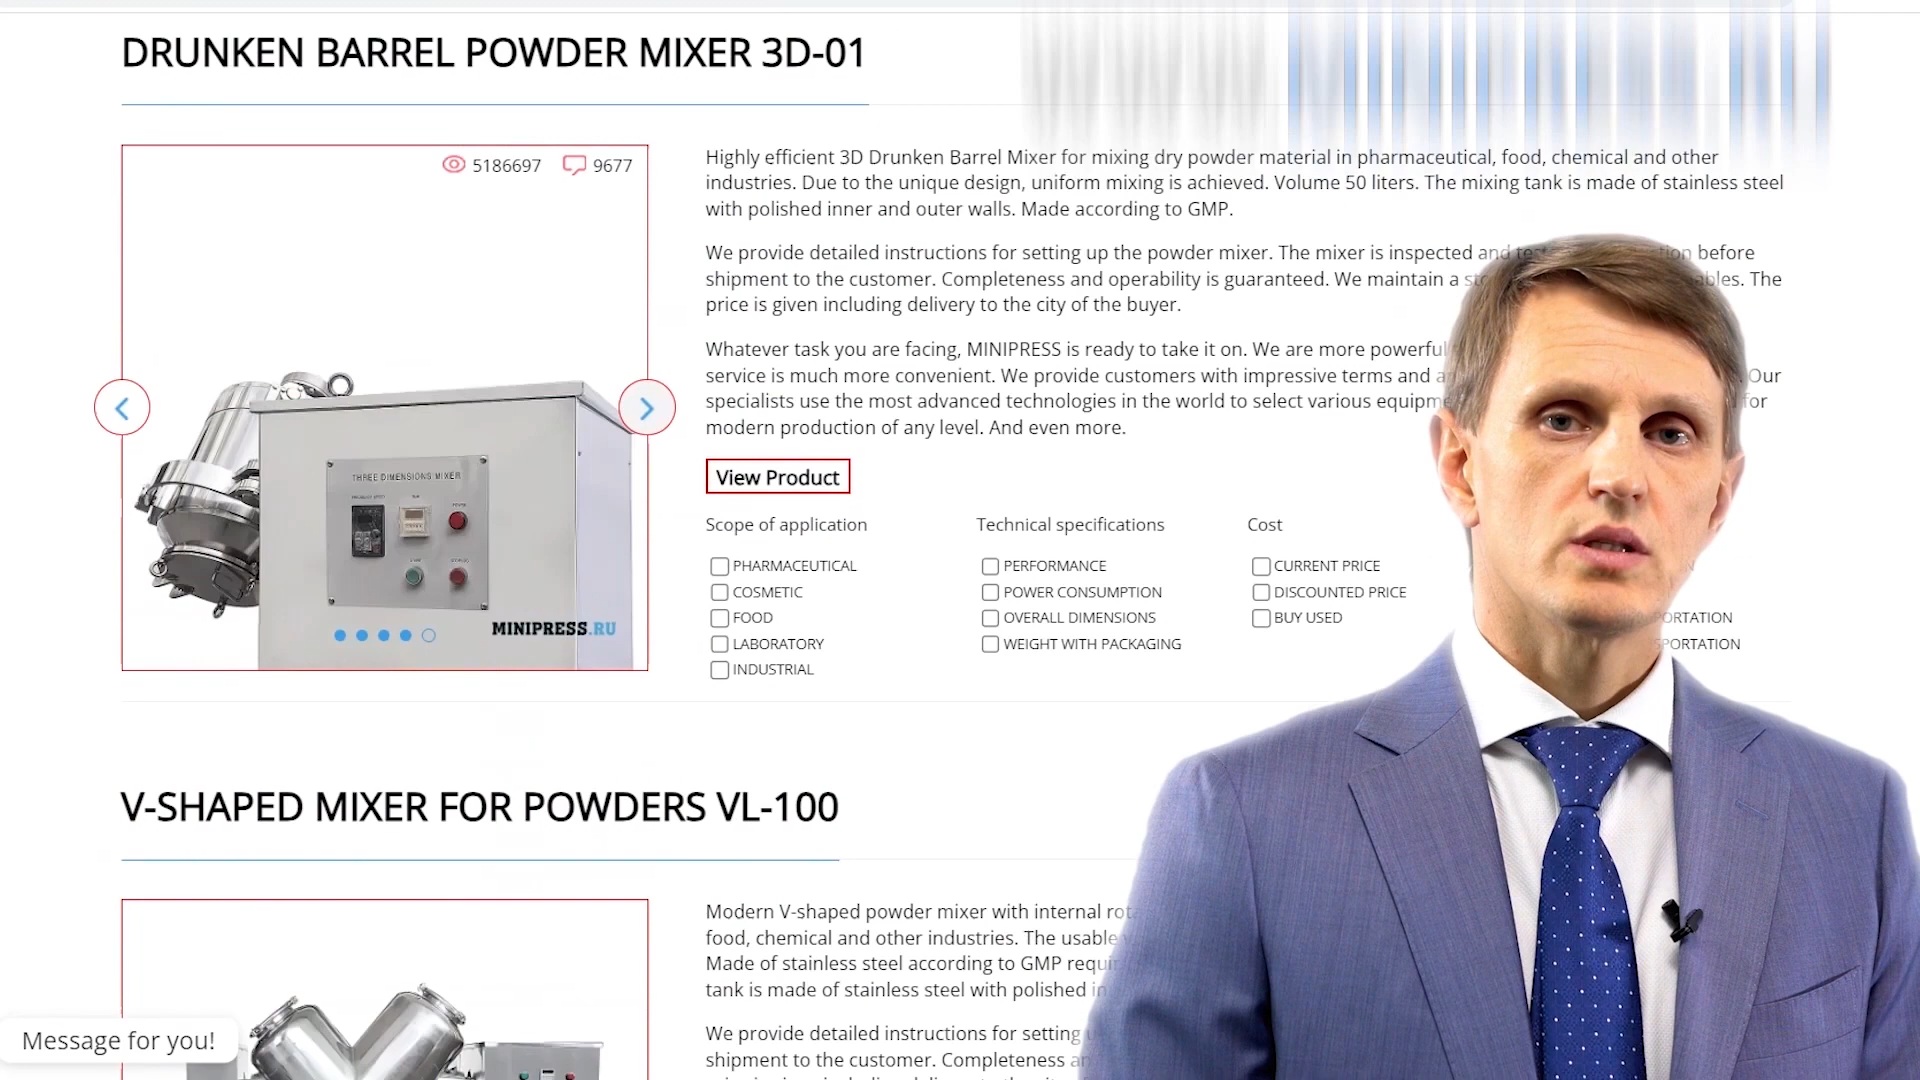 DRUNKEN BARREL POWDER MIXER 3D-01
5186697 9677
Highly efficient 3D Drunken Barrel Mixer for mixing dry powder material in pharmaceutical, food, chemical and other
industries. Due to the unique design, uniform mixing is achieved. Volume 50 liters. The mixing tank is made of stainless steel
with polished inner and outer walls. Made according to GMP.
We provide detailed instructions for setting up the powder mixer. The mixer is inspected and before
shipment to the customer. Completeness and operability is guaranteed. We maintain a The
price is given including delivery to the city of the buyer.
Whatever task you are facing, MINIPRESS is ready to take it on. We are more powerful
service is much more convenient. We provide customers with impressive terms and Our
specialists use the most advanced technologies in the world to select various for
modern production of any level. And even more.
View Product
THREE DIMENSIONS MIXER
MINIPRESS.RU
Scope of application
PHARMACEUTICAL
COSMETIC
FOOD
LABORATORY
INDUSTRIAL
Technical specifications
PERFORMANCE
POWER CONSUMPTION
OVERALL DIMENSIONS
WEIGHT WITH PACKAGING
Cost
CURRENT PRICE
DISCOUNTED PRICE
BUY USED
V-SHAPED MIXER FOR POWDERS VL-100
Modern V-shaped powder mixer with internal
food, chemical and other industries. The usable
Made of stainless steel according to GMP
tank is made of stainless steel with polished
We provide detailed instructions for setting
shipment to the customer. Completeness
Message for you!